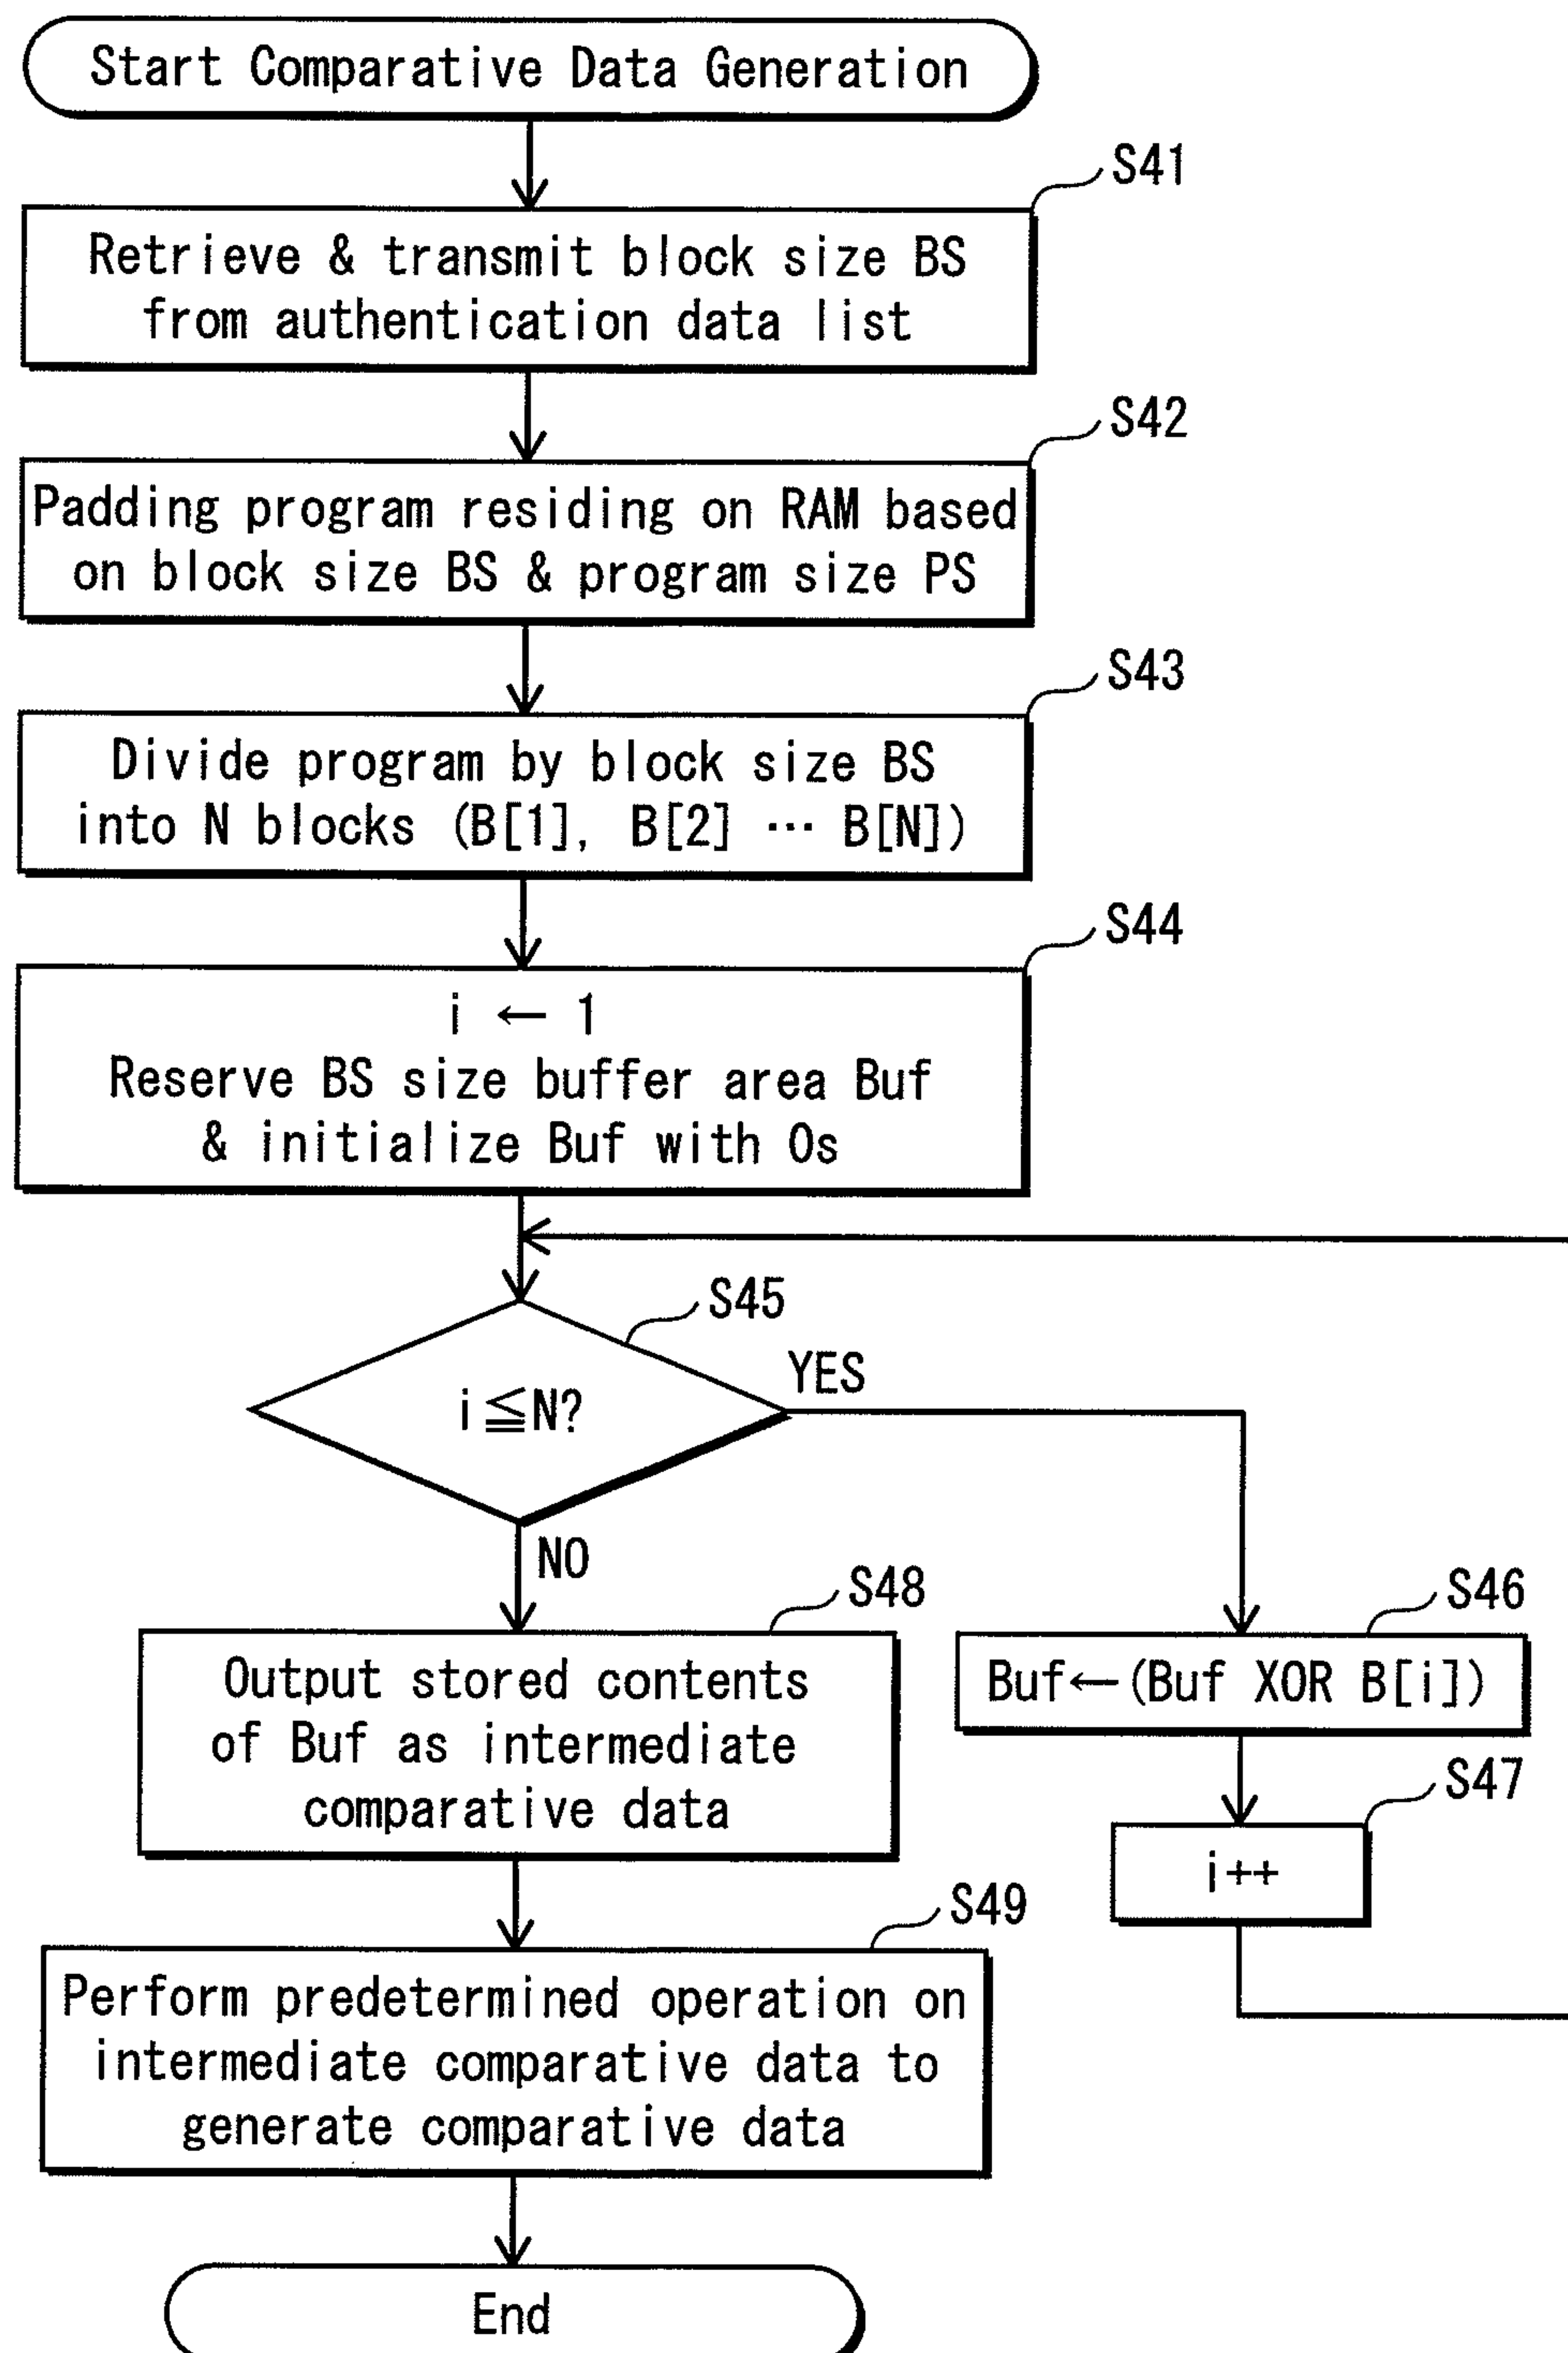 Start Comparative Data Generation
S41
Retrieve & transmit block size BS
from authentication data list
S42
Padding program residing on RAM based
on block size BS & program size PS
S43
Divide program by block size BS
into N blocks (B[1], B[2] ··· B[N])
S44
i ← 1
Reserve BS size buffer area Buf
& initialize Buf with 0s
S45
i≦N?
YES
NO
S48
Output stored contents
of Buf as intermediate
comparative data
S46
Buf←(Buf XOR B[i])
S47
i++
S49
Perform predetermined operation on
intermediate comparative data to
generate comparative data
End